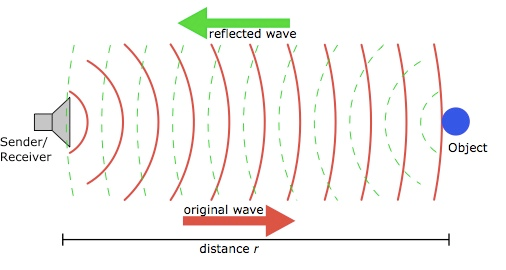 reflected wave
Sender/
Receiver
Object
original wave
distance r